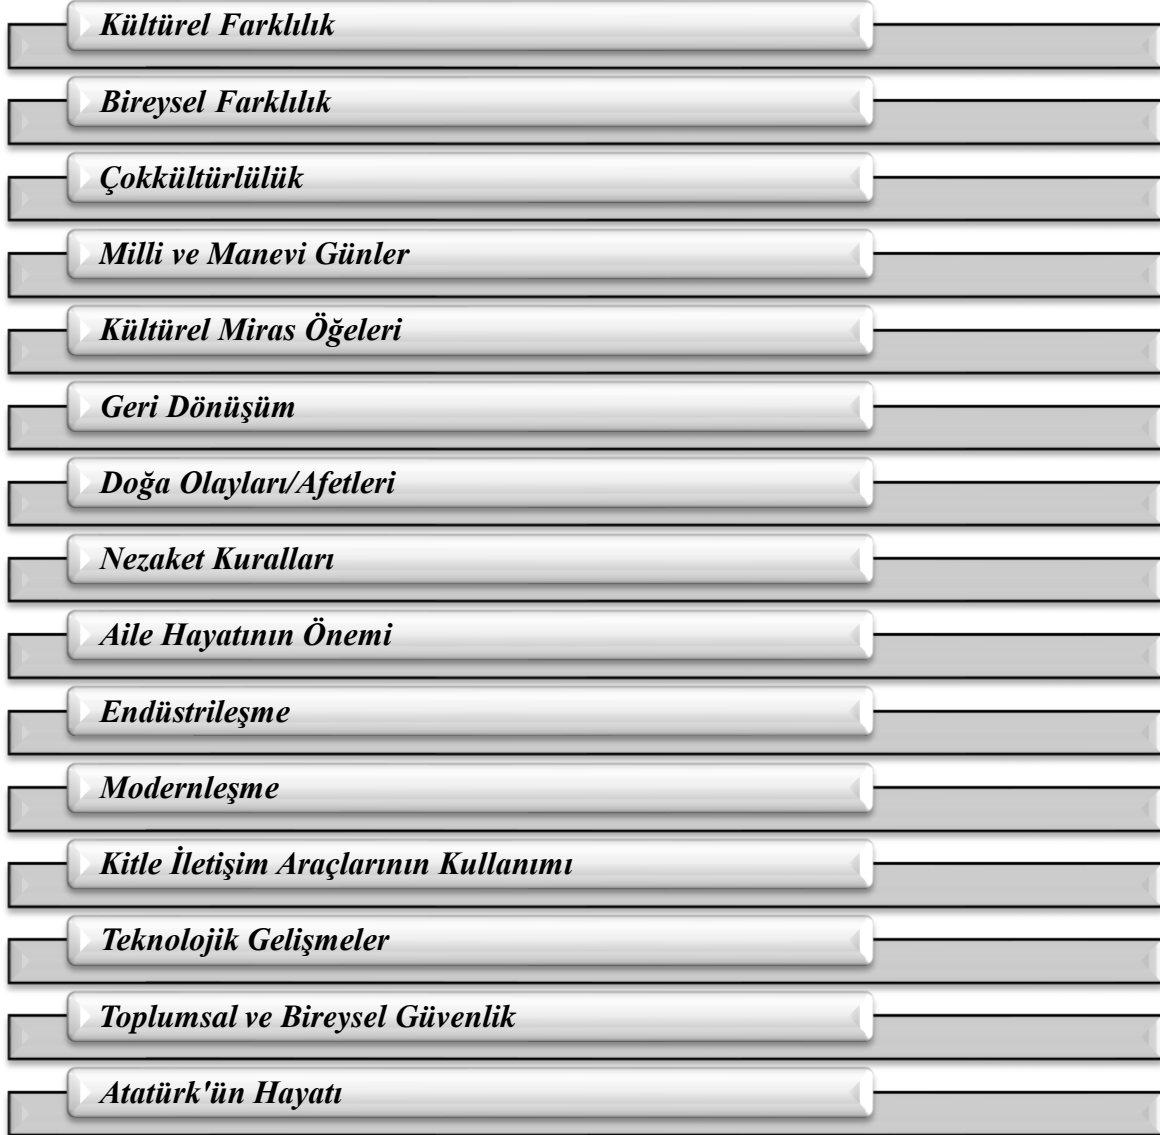 Kültürel Farklılık
Bireysel Farklılık
Çokkültürlülük
Milli ve Manevi Günler
Kültürel Miras Öğeleri
Geri Dönüşüm
Doğa Olayları/Afetleri
Nezaket Kuralları
Aile Hayatının Önemi
Endüstrileşme
Modernleşme
Kitle İletişim Araçlarının Kullanımı
Teknolojik Gelişmeler
Toplumsal ve Bireysel Güvenlik
Atatürk'ün Hayatı